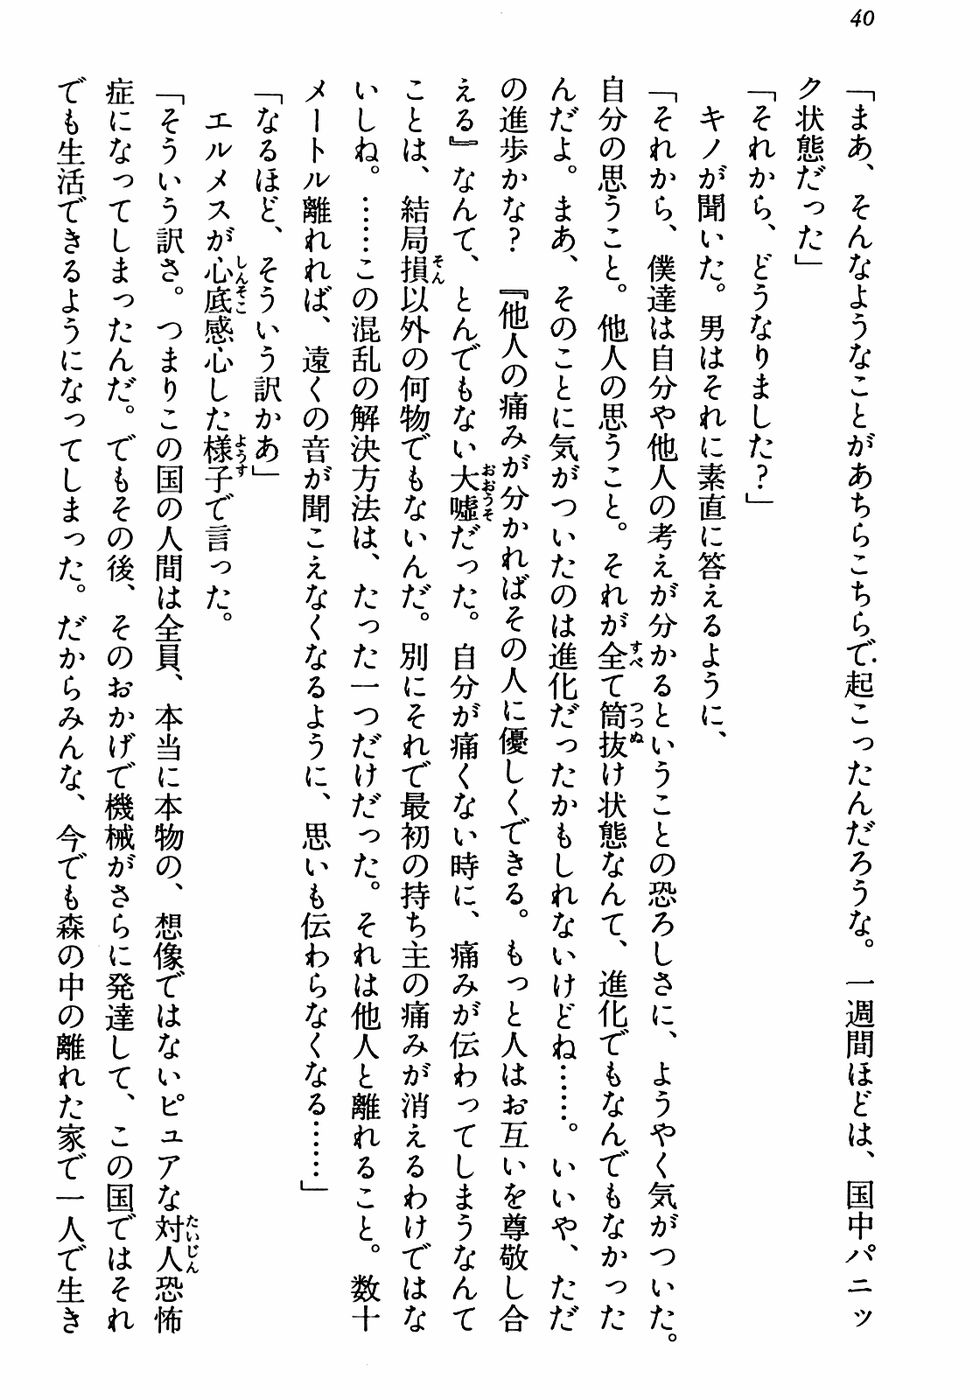 40
「まあ、そんなようなことがあちらこちらで起こったんだろうな。一週間ほどは、国中パニッ
ク状態だった」
「それから、どうなりました？」
キノが聞いた。男はそれに素直に答えるように、
「それから、僕達は自分や他人の考えが分かるということの恐ろしさに、ようやく気がついた。
自分の思うこと。他人の思うこと。それが全て筒抜け状態なんて、進化でもなんでもなかった
んだよ。まあ、そのことに気がついたのは進化だったかもしれないけどね……。いいや、ただ
の進歩かな？　『他人の痛みが分かればその人に優しくできる。もっと人はお互いを尊敬し合
える』なんて、とんでもない大嘘だった。自分が痛くない時に、痛みが伝わってしまうなんて
ことは、結局損以外の何物でもないんだ。別にそれで最初の持ち主の痛みが消えるわけではな
いしね。……この混乱の解決方法は、たった一つだけだった。それは他人と離れること。数十
メートル離れれば、遠くの音が聞こえなくなるように、思いも伝わらなくなる……」
「なるほど、そういう訳かあ」
エルメスが心底感心した様子で言った。
「そういう訳さ。つまりこの国の人間は全員、本当に本物の、想像ではないピュアな対人恐怖
症になってしまったんだ。でもその後、そのおかげで機械がさらに発達して、この国ではそれ
でも生活できるようになってしまった。だからみんな、今でも森の中の離れた家で一人で生き